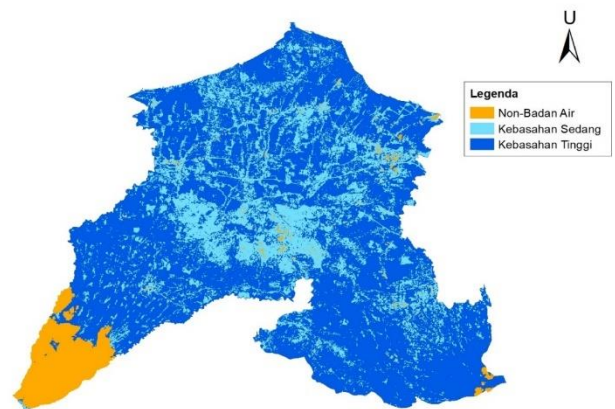 U
Legenda
Non-Badan Air
Kebasahan Sedang
Kebasahan Tinggi